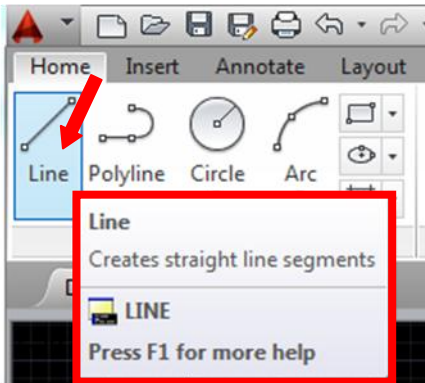 Home Insert Annotate Layout
Line Polyline Circle Arc
Line
Creates straight line segments
LINE
Press F1 for more help